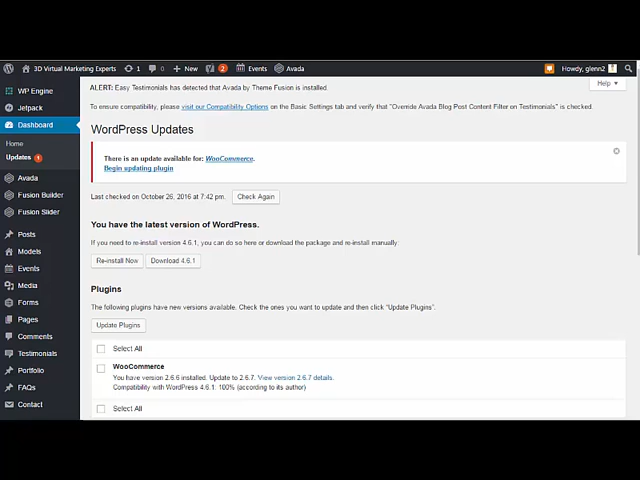 3D Virtual Marketing Experts 1 0 New 2 Events Avada Howdy, glenn2
WP Engine
Jetpack
Dashboard
Home
Updates 1
Avada
Fusion Builder
Fusion Slider
Posts
Models
Events
Media
Forms
Pages
Comments
Testimonials
Portfolio
FAQs
Contact
ALERT: Easy Testimonials has detected that Avada by Theme Fusion is installed.
Help
To ensure compatibility, please visit our Compatibility Options on the Basic Settings tab and verify that "Override Avada Blog Post Content Filter on Testimonials" is checked.
WordPress Updates
There is an update available for: WooCommerce.
Begin updating plugin
Last checked on October 26, 2016 at 7:42 pm. Check Again
You have the latest version of WordPress.
If you need to re-install version 4.6.1, you can do so here or download the package and re-install manually:
Re-install Now Download 4.6.1
Plugins
The following plugins have new versions available. Check the ones you want to update and then click "Update Plugins".
Update Plugins
Select All
WooCommerce
You have version 2.6.6 installed. Update to 2.6.7. View version 2.6.7 details.
Compatibility with WordPress 4.6.1: 100% (according to its author)
Select All